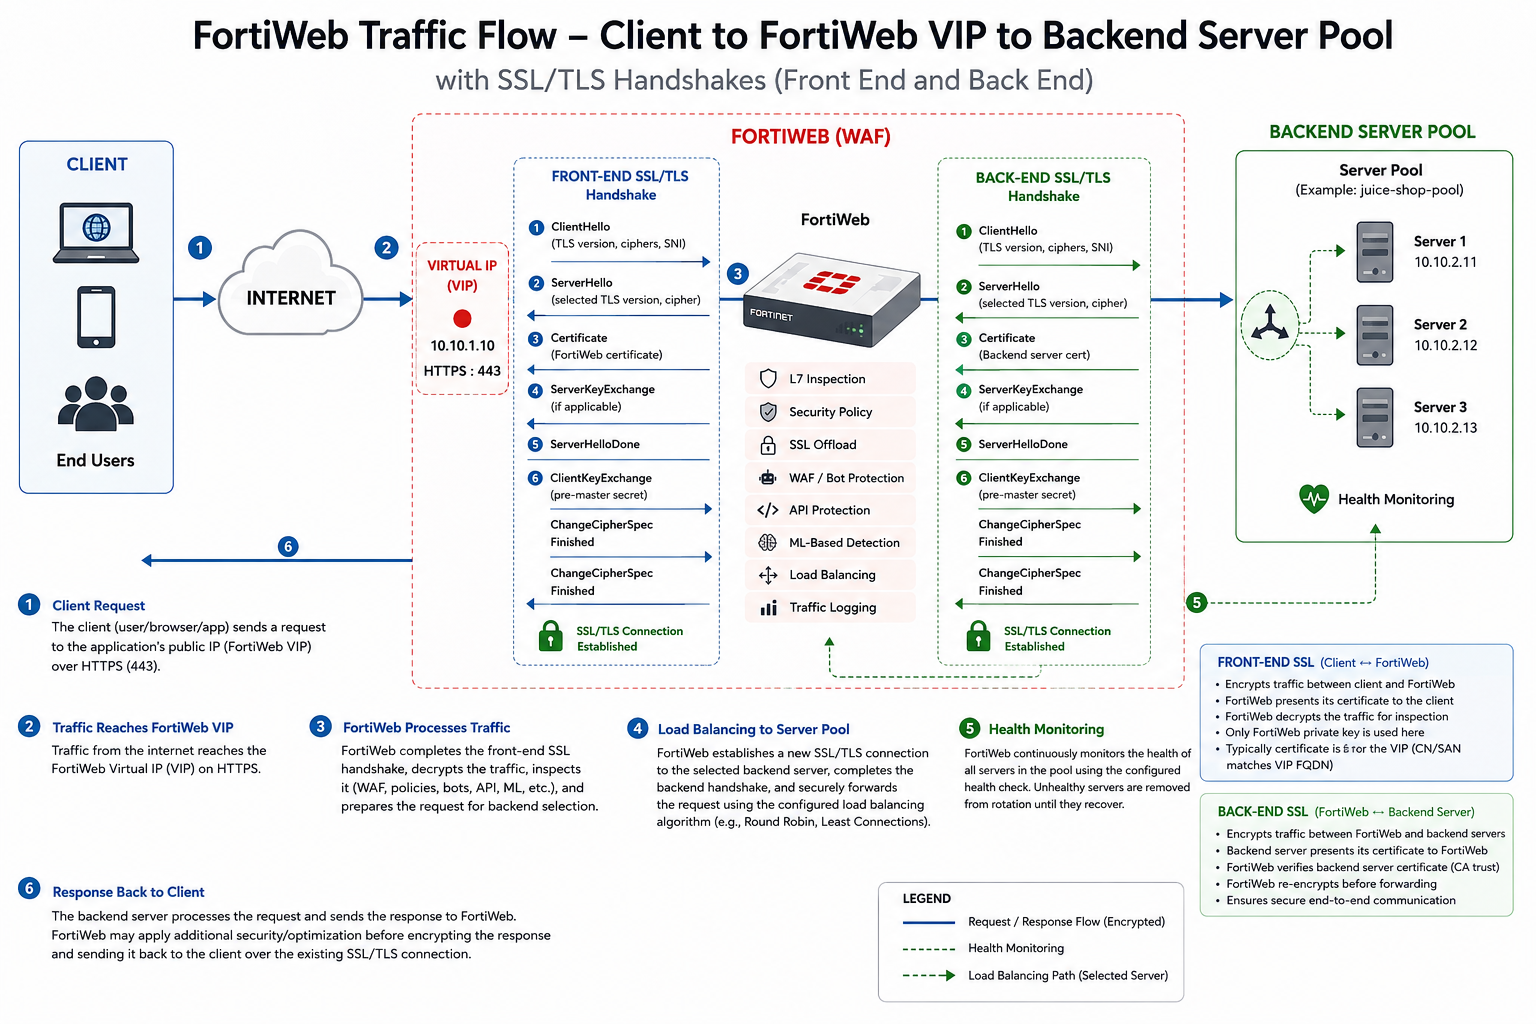 FortiWeb Traffic Flow – Client to FortiWeb VIP to Backend Server Pool
with SSL/TLS Handshakes (Front End and Back End)
CLIENT
End Users
1
INTERNET
2
FORTIWEB (WAF)
VIRTUAL IP
(VIP)
10.10.1.10
HTTPS : 443
FRONT-END SSL/TLS
Handshake
1 ClientHello
(TLS version, ciphers, SNI)
2 ServerHello
(selected TLS version, cipher)
3 Certificate
(FortiWeb certificate)
4 ServerKeyExchange
(if applicable)
5 ServerHelloDone
6 ClientKeyExchange
(pre-master secret)
ChangeCipherSpec
Finished
ChangeCipherSpec
Finished
SSL/TLS Connection
Established
3
FortiWeb
FORTINET
L7 Inspection
Security Policy
SSL Offload
WAF / Bot Protection
API Protection
ML-Based Detection
Load Balancing
Traffic Logging
BACK-END SSL/TLS
Handshake
1 ClientHello
(TLS version, ciphers, SNI)
2 ServerHello
(selected TLS version, cipher)
3 Certificate
(Backend server cert)
4 ServerKeyExchange
(if applicable)
5 ServerHelloDone
6 ClientKeyExchange
(pre-master secret)
ChangeCipherSpec
Finished
ChangeCipherSpec
Finished
SSL/TLS Connection
Established
BACKEND SERVER POOL
Server Pool
(Example: juice-shop-pool)
Server 1
10.10.2.11
Server 2
10.10.2.12
Server 3
10.10.2.13
Health Monitoring
5
6
1 Client Request
The client (user/browser/app) sends a request
to the application's public IP (FortiWeb VIP)
over HTTPS (443).
2 Traffic Reaches FortiWeb VIP
Traffic from the internet reaches the
FortiWeb Virtual IP (VIP) on HTTPS.
3 FortiWeb Processes Traffic
FortiWeb completes the front-end SSL
handshake, decrypts the traffic, inspects
it (WAF, policies, bots, API, ML, etc.), and
prepares the request for backend selection.
4 Load Balancing to Server Pool
FortiWeb establishes a new SSL/TLS connection
to the selected backend server, completes the
backend handshake, and securely forwards
the request using the configured load balancing
algorithm (e.g., Round Robin, Least Connections).
5 Health Monitoring
FortiWeb continuously monitors the health of
all servers in the pool using the configured
health check. Unhealthy servers are removed
from rotation until they recover.
6 Response Back to Client
The backend server processes the request and sends the response to FortiWeb.
FortiWeb may apply additional security/optimization before encrypting the response
and sending it back to the client over the existing SSL/TLS connection.
FRONT-END SSL (Client ↔ FortiWeb)
• Encrypts traffic between client and FortiWeb
• FortiWeb presents its certificate to the client
• FortiWeb decrypts the traffic for inspection
• Only FortiWeb private key is used here
• Typically certificate is for the VIP (CN/SAN
matches VIP FQDN)
BACK-END SSL (FortiWeb ↔ Backend Server)
• Encrypts traffic between FortiWeb and backend servers
• Backend server presents its certificate to FortiWeb
• FortiWeb verifies backend server certificate (CA trust)
• FortiWeb re-encrypts before forwarding
• Ensures secure end-to-end communication
LEGEND
Request / Response Flow (Encrypted)
Health Monitoring
Load Balancing Path (Selected Server)